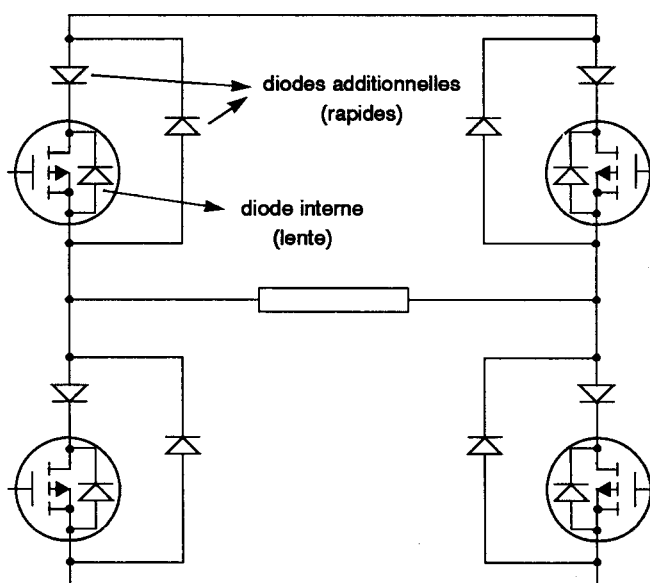 diodes additionnelles
(rapides)
diode interne
(lente)